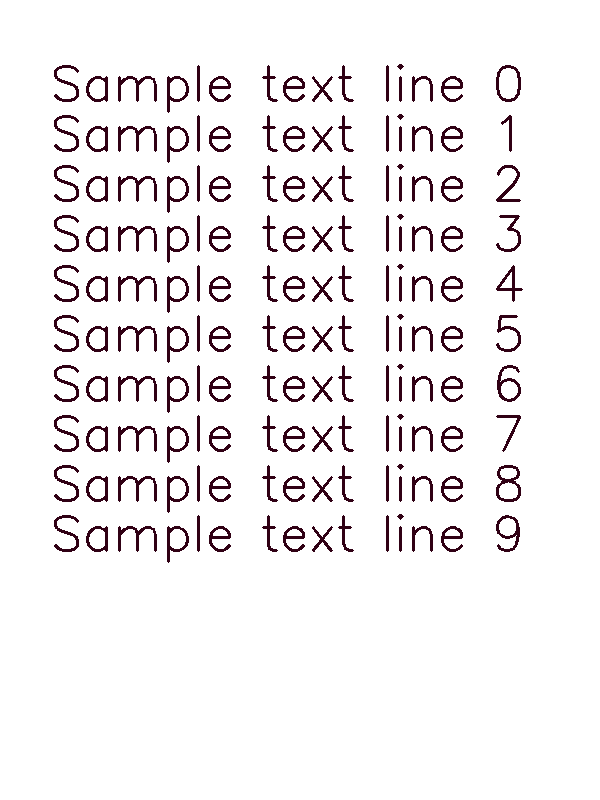 Sample text line 0
Sample text line 1
Sample text line 2
Sample text line 3
Sample text line 4
Sample text line 5
Sample text line 6
Sample text line 7
Sample text line 8
Sample text line 9